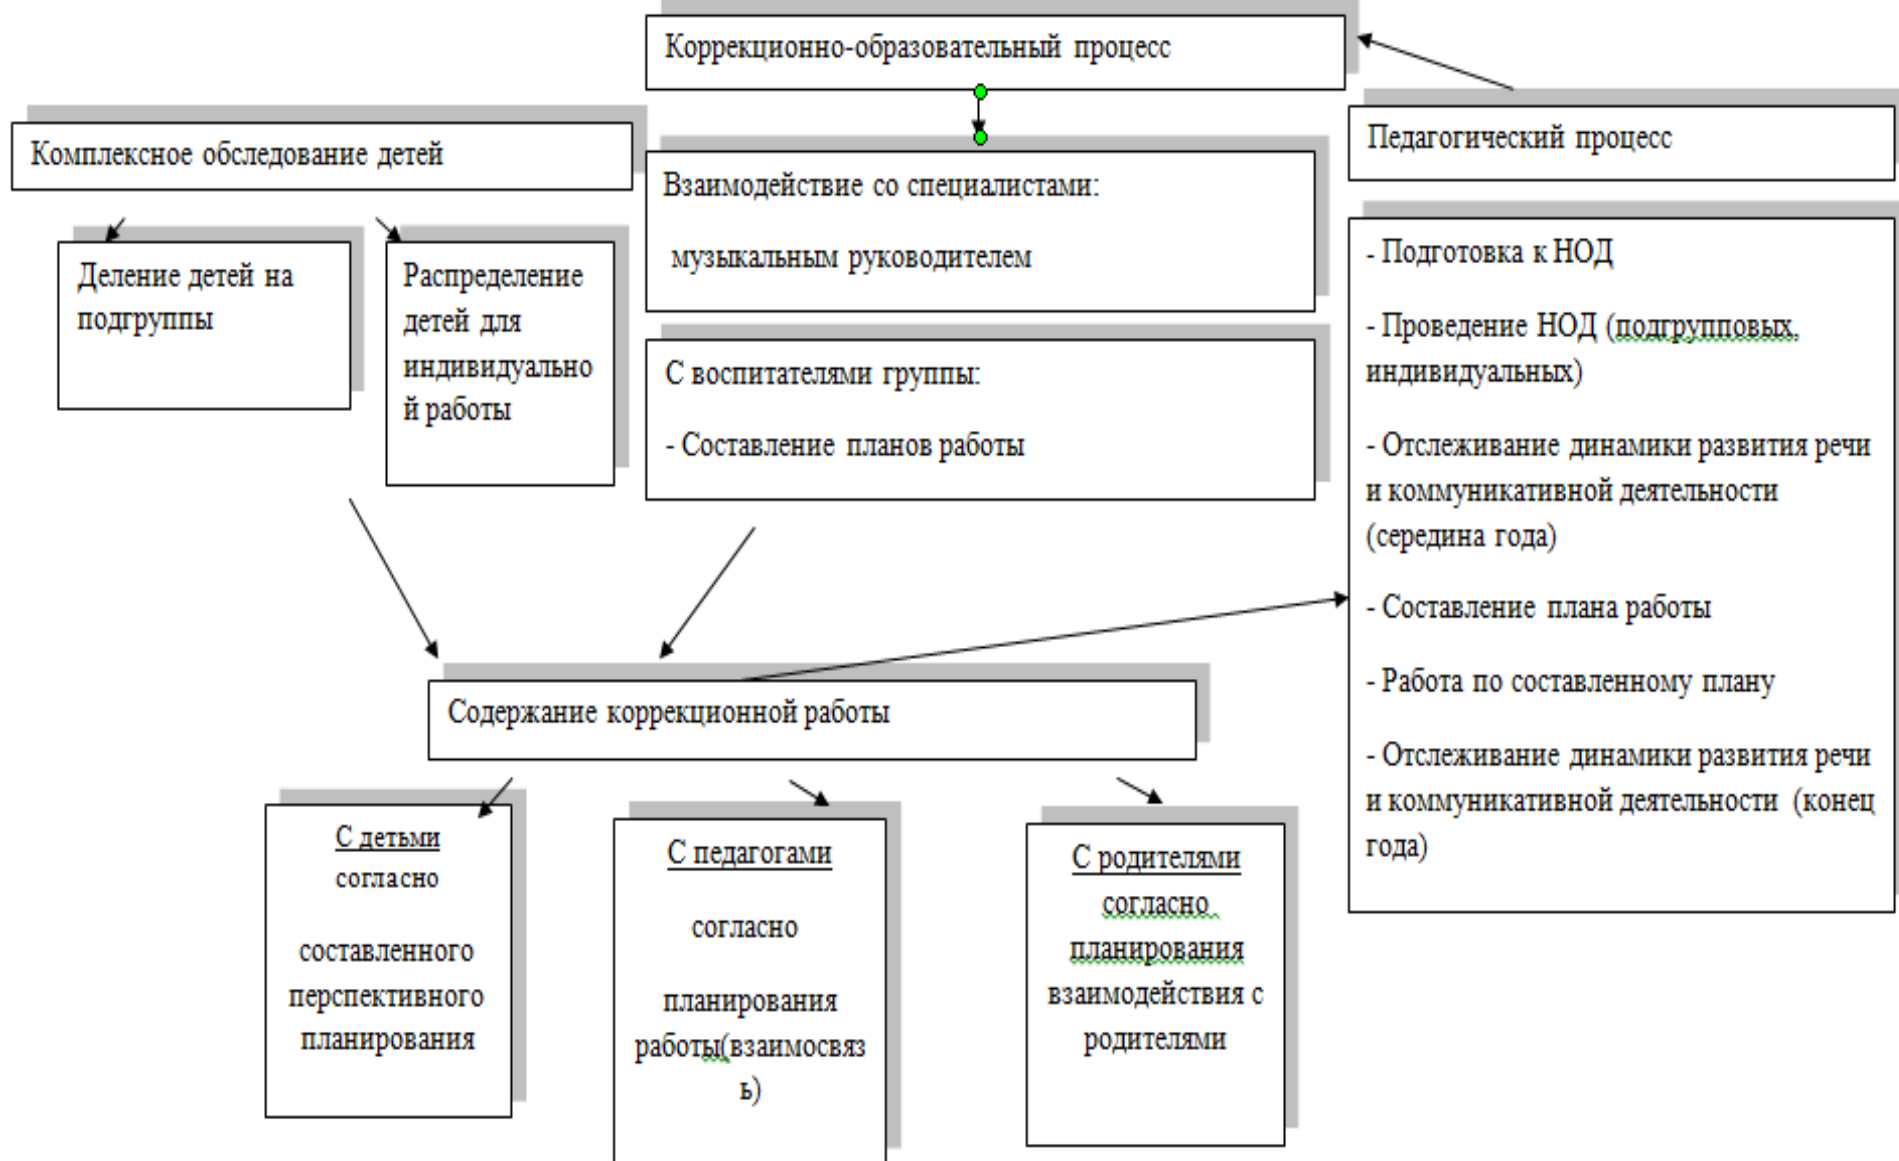 Коррекционно-образовательный процесс
Комплексное обследование детей
Педагогический процесс
Взаимодействие со специалистами:
музыкальным руководителем
Деление детей на
подгруппы
Распределение
детей для
индивидуально
й работы
С воспитателями группы:
- Составление планов работы
- Подготовка к НОД
- Проведение НОД (подгрупповых,
индивидуальных)
- Отслеживание динамики развития речи
и коммуникативной деятельности
(середина года)
- Составление плана работы
- Работа по составленному плану
- Отслеживание динамики развития речи
и коммуникативной деятельности (конец
года)
Содержание коррекционной работы
С детьми
согласно
составленного
перспективного
планирования
С педагогами
согласно
планирования
работы(взаимосвяз
ь)
С родителями
согласно
планирования
взаимодействия с
родителями